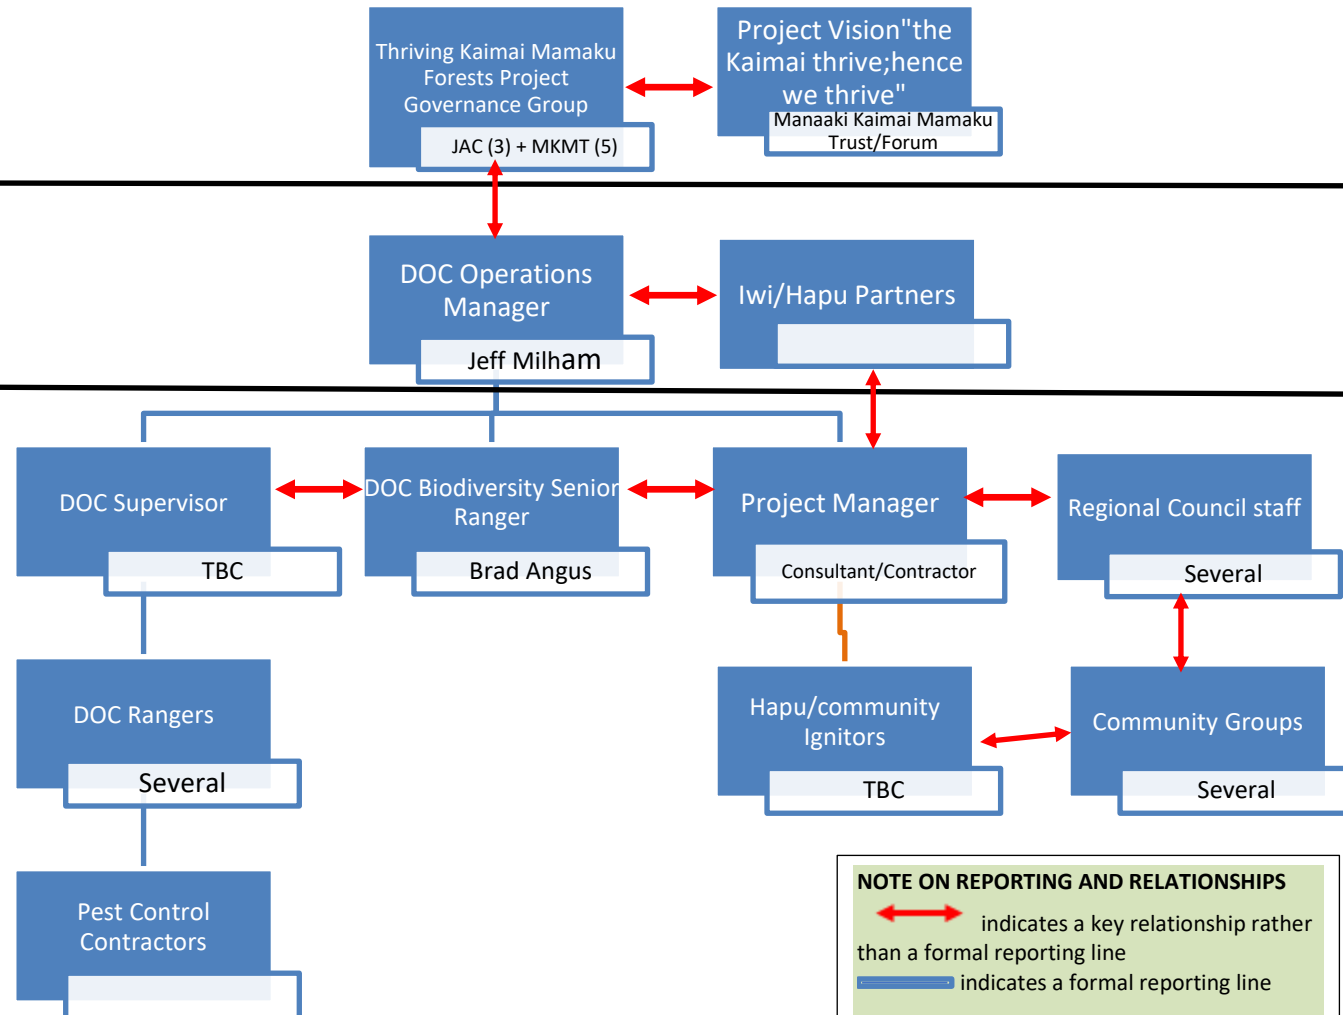 Thriving Kaimai Mamaku
Forests Project
Governance Group
JAC (3) + MKMT (5)
Project Vision"the
Kaimai thrive;hence
we thrive"
Manaaki Kaimai Mamaku
Trust/Forum
DOC Operations
Manager
Jeff Milham
Iwi/Hapu Partners
DOC Supervisor
TBC
DOC Biodiversity Senior
Ranger
Brad Angus
Project Manager
Consultant/Contractor
Regional Council staff
Several
DOC Rangers
Several
Hapu/community
Ignitors
TBC
Community Groups
Several
Pest Control
Contractors
NOTE ON REPORTING AND RELATIONSHIPS
indicates a key relationship rather
than a formal reporting line
indicates a formal reporting line